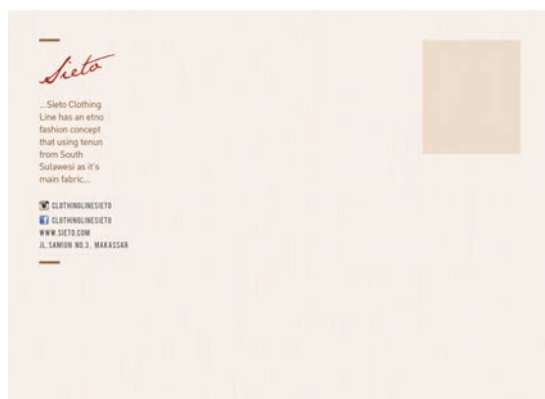 Sieto
...Sieto Clothing
Line has an etno
fashion concept
that using tenun
from South
Sulawesi as it's
main fabric...
CLOTHINGLINESIETO
CLOTHINGLINESIETO
WWW.SIETO.COM
JL.SAMION NO.3, MAKASSAR